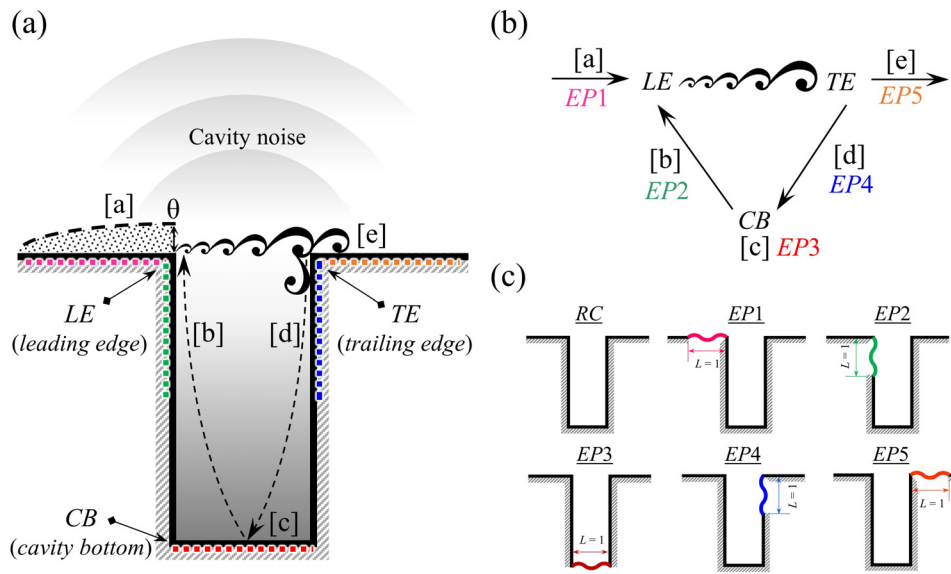 (a)
Cavity noise
[a]
θ
[e]
LE
(leading edge)
[b]
[d]
TE
(trailing edge)
CB
(cavity bottom)
[c]
(b)
[a]
EP1
LE
TE
[e]
EP5
[b]
EP2
[d]
EP4
CB
[c] EP3
(c)
RC
EP1
L = 1
EP2
L = 1
EP3
L = 1
EP4
L = 1
EP5
L = 1